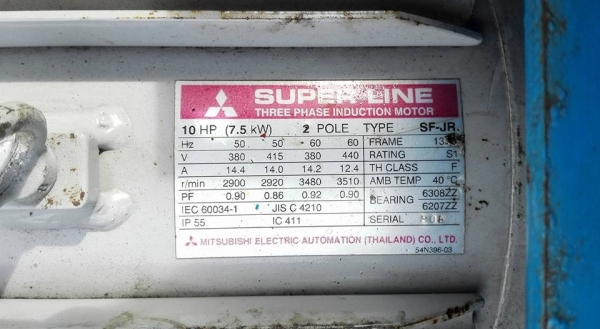 SUPER LINE
THREE PHASE INDUCTION MOTOR
10 HP (7.5 kW) 2 POLE TYPE SF-JR
Hz 50 50 60 60 FRAME
V 380 415 380 440 RATING S1
A 14.4 14.0 14.2 12.4 TH CLASS F
r/min 2900 2920 3480 3510 AMB TEMP 40 °C
PF 0.90 0.86 0.92 0.90 BEARING 6308ZZ
6207ZZ
IEC 60034-1 JIS C 4210
IP 55 IC 411 SERIAL
MITSUBISHI ELECTRIC AUTOMATION (THAILAND) CO., LTD.
54N396-03